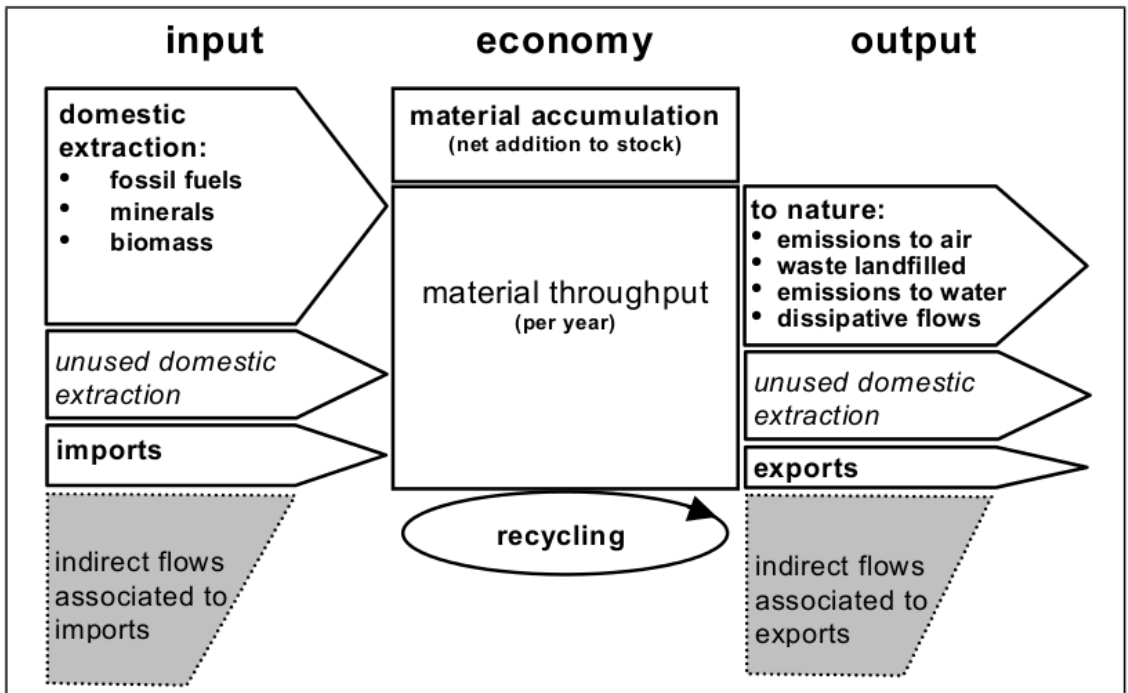 input
economy
output
domestic
extraction:
• fossil fuels
• minerals
• biomass
unused domestic
extraction
imports
indirect flows
associated to
imports
material accumulation
(net addition to stock)
material throughput
(per year)
recycling
to nature:
• emissions to air
• waste landfilled
• emissions to water
• dissipative flows
unused domestic
extraction
exports
indirect flows
associated to
exports